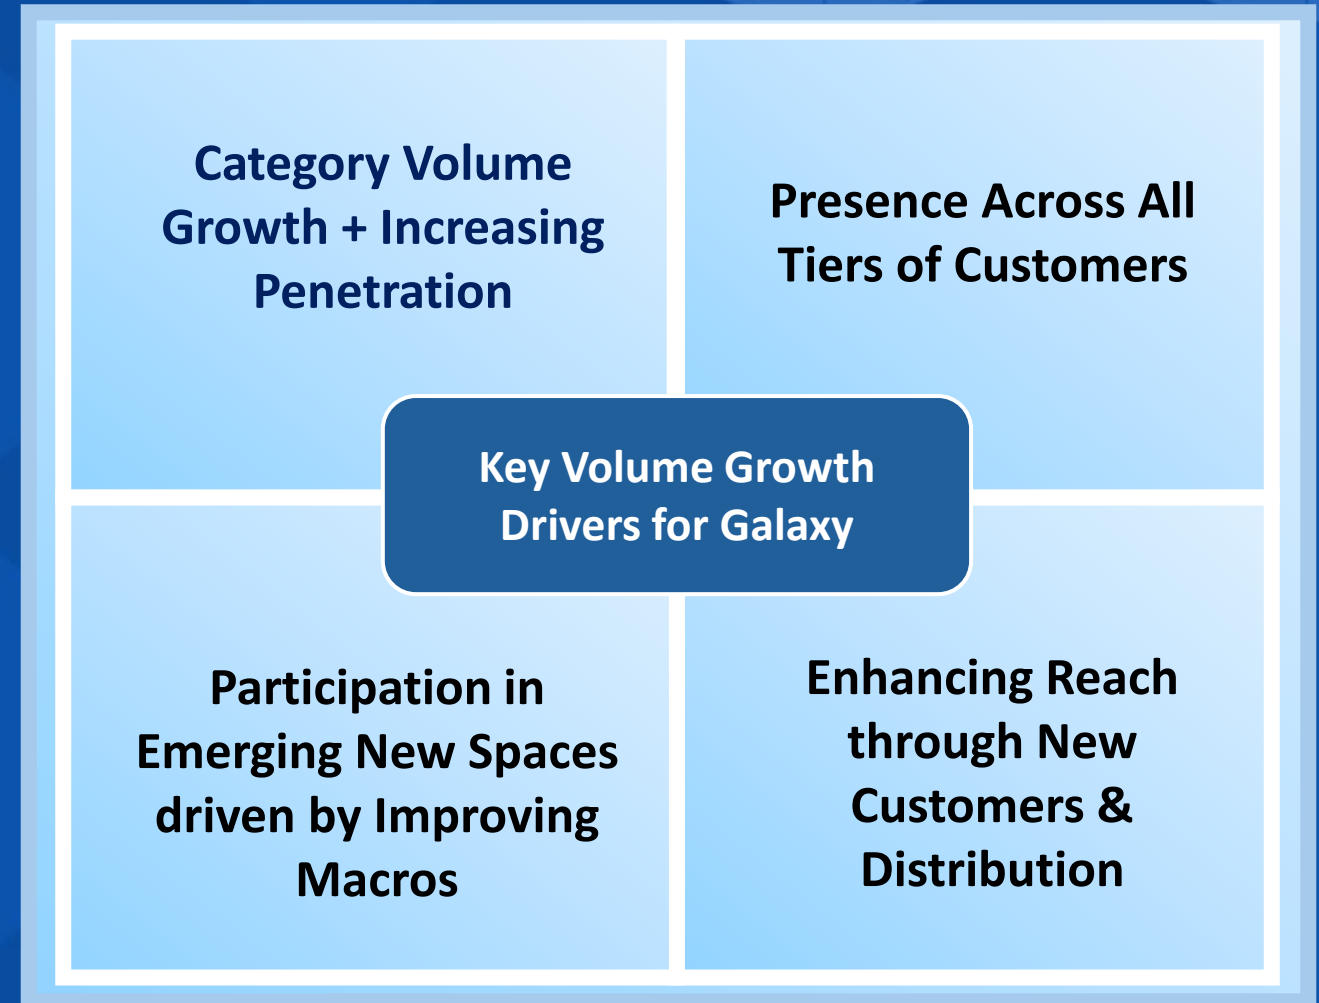 Category Volume
Growth + Increasing
Penetration
Presence Across All
Tiers of Customers
Key Volume Growth
Drivers for Galaxy
Participation in
Emerging New Spaces
driven by Improving
Macros
Enhancing Reach
through New
Customers &
Distribution